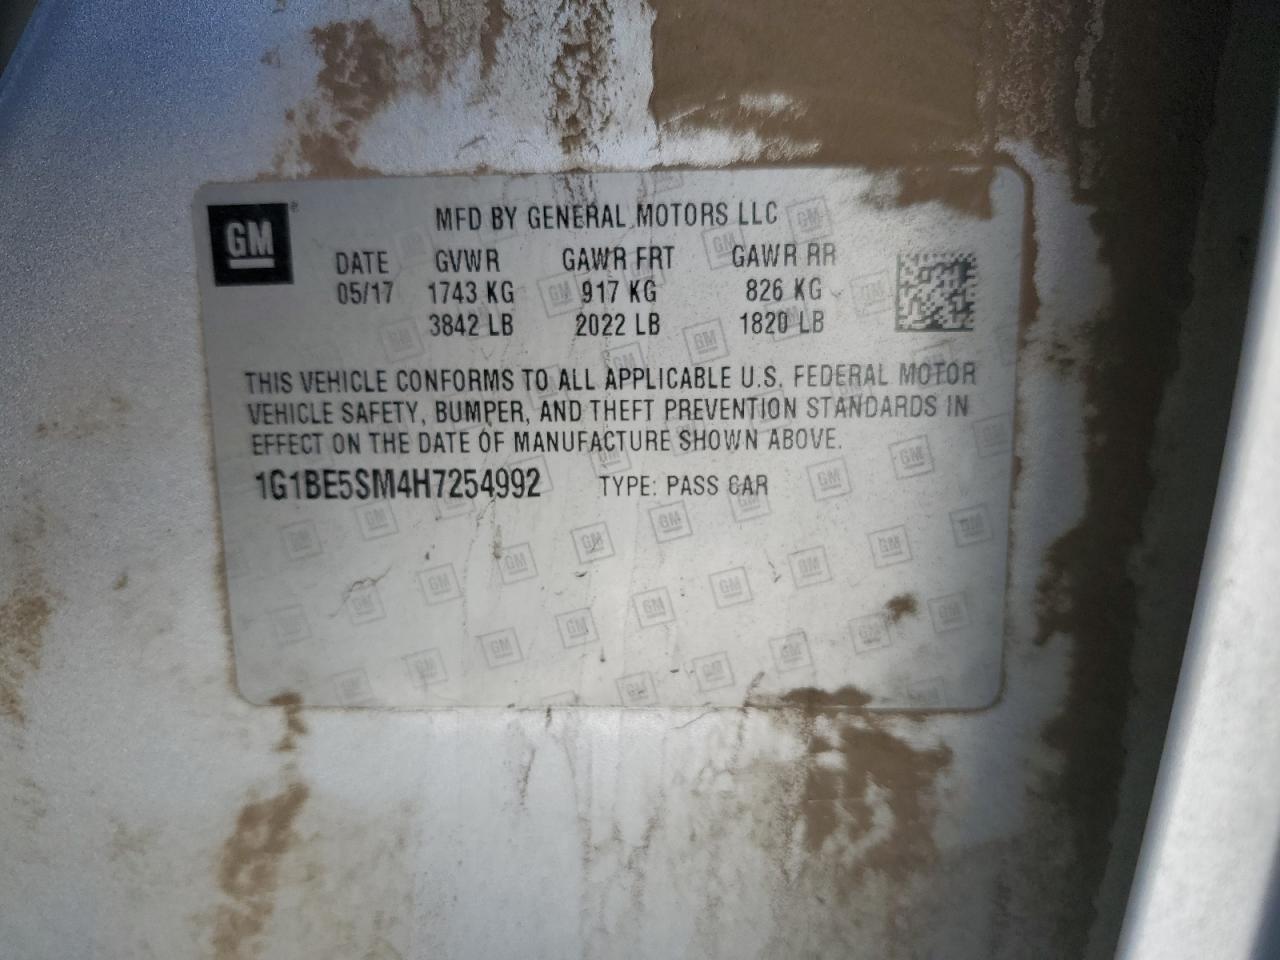 GM
MFD BY GENERAL MOTORS LLC
DATE GVWR GAWR FRT GAWR RR
05/17 1743 KG 917 KG 826 KG
3842 LB 2022 LB 1820 LB
THIS VEHICLE CONFORMS TO ALL APPLICABLE U.S. FEDERAL MOTOR
VEHICLE SAFETY, BUMPER, AND THEFT PREVENTION STANDARDS IN
EFFECT ON THE DATE OF MANUFACTURE SHOWN ABOVE.
1G1BE5SM4H7254992 TYPE: PASS CAR